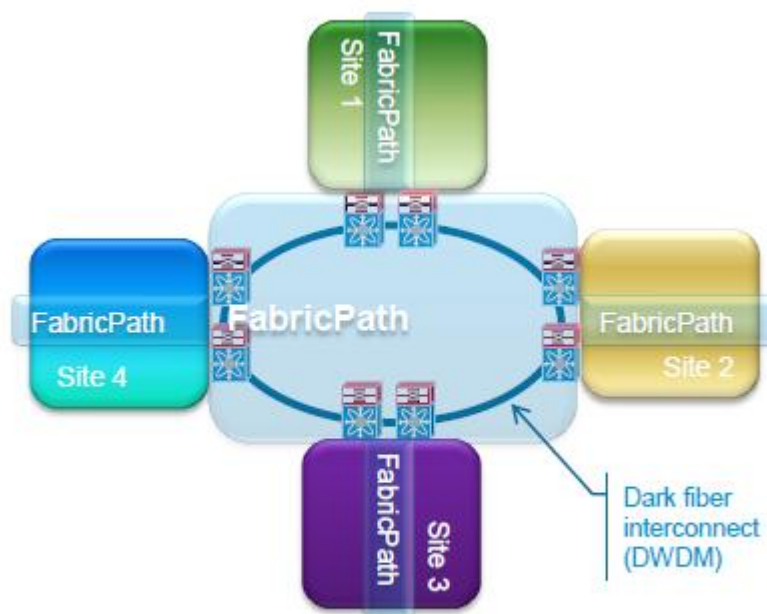 FabricPath
Site 1
FabricPath
FabricPath
Site 4
FabricPath
Site 2
FabricPath
Site 3
Dark fiber
interconnect
(DWDM)